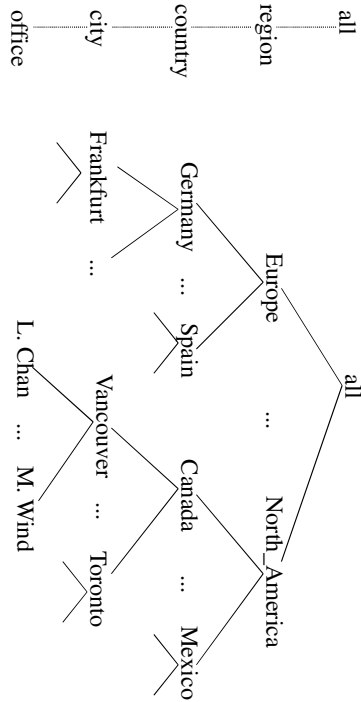 all all
region Europe ... North_America
country Germany ... Spain Canada ... Mexico
city Frankfurt ... Vancouver ... Toronto
office L. Chan ... M. Wind